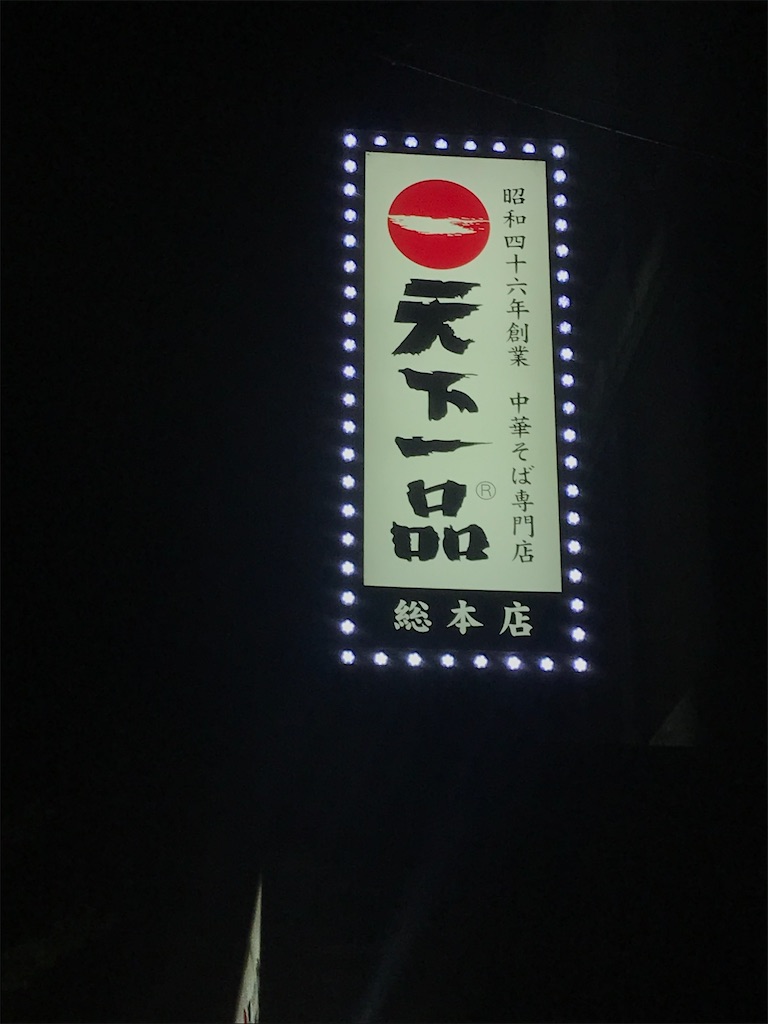 昭和四十六年創業　中華そば専門店
天下一品®
総本店